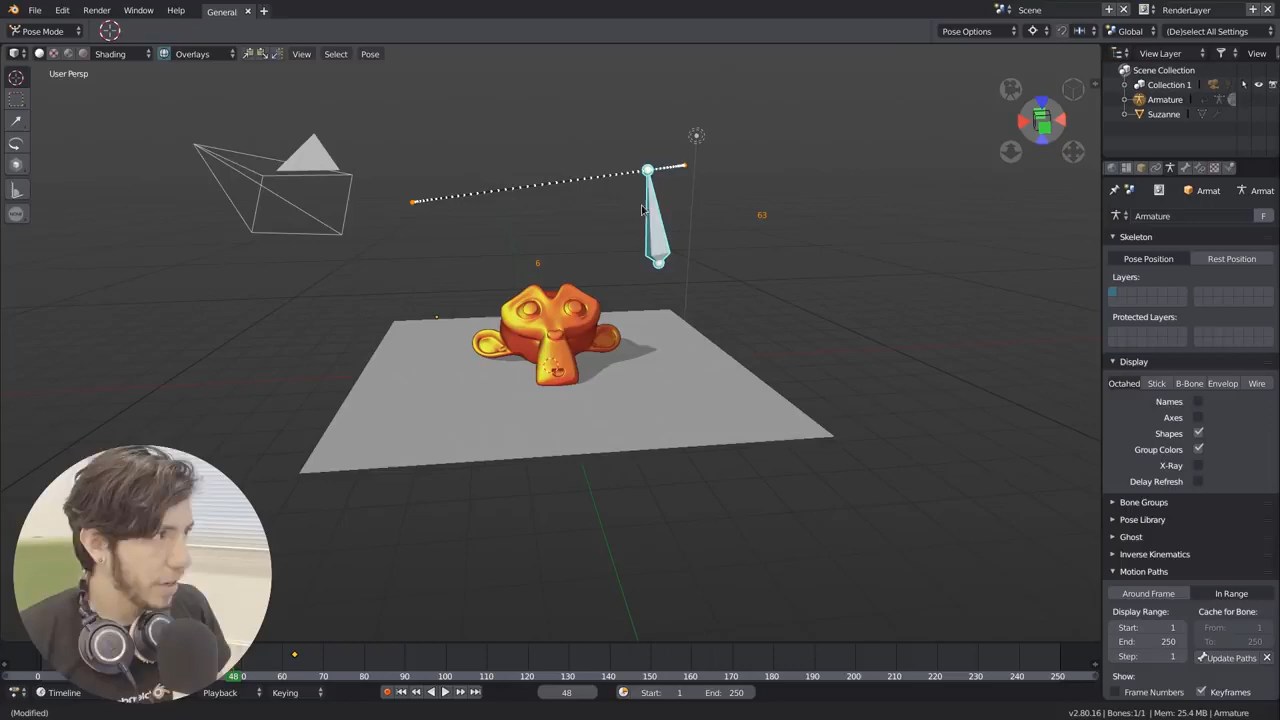 File Edit Render Window Help General Scene RenderLayer
Pose Mode Pose Options Global (De)select All Settings
Shading Overlays View Select Pose View Layer View
User Persp
Scene Collection
Collection 1
Armature
Suzanne
NONE
Armat Armat
Armature F
Skeleton
Pose Position Rest Position
Layers:
Protected Layers:
Display
Octahed Stick B-Bone Envelop Wire
Names
Axes
Shapes
Group Colors
X-Ray
Delay Refresh
Bone Groups
Pose Library
Ghost
Inverse Kinematics
Motion Paths
Around Frame In Range
Display Range: Cache for Bone:
Start: 1 From: 1
End: 250 To: 250
Step: 1 Update Paths
Show:
Frame Numbers Keyframes
63
6
0 48 60 70 80 90 100 110 120 130 140 150 160 170 180 190 200 210 220 230 240 250
Timeline Playback Keying 48 Start: 1 End: 250
(Modified) v2.80.16 | Bones:1/1 | Mem: 25.4 MB | Armature